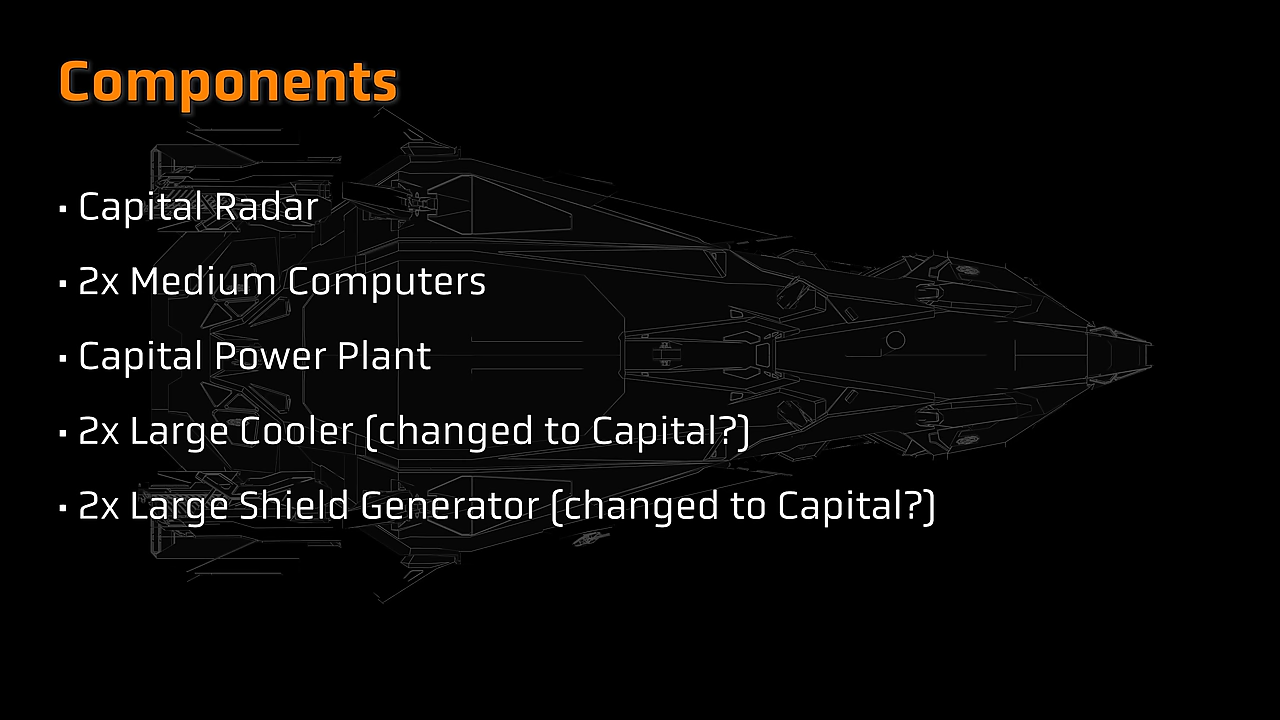 Components
· Capital Radar
· 2x Medium Computers
· Capital Power Plant
· 2x Large Cooler (changed to Capital?)
· 2x Large Shield Generator (changed to Capital?)